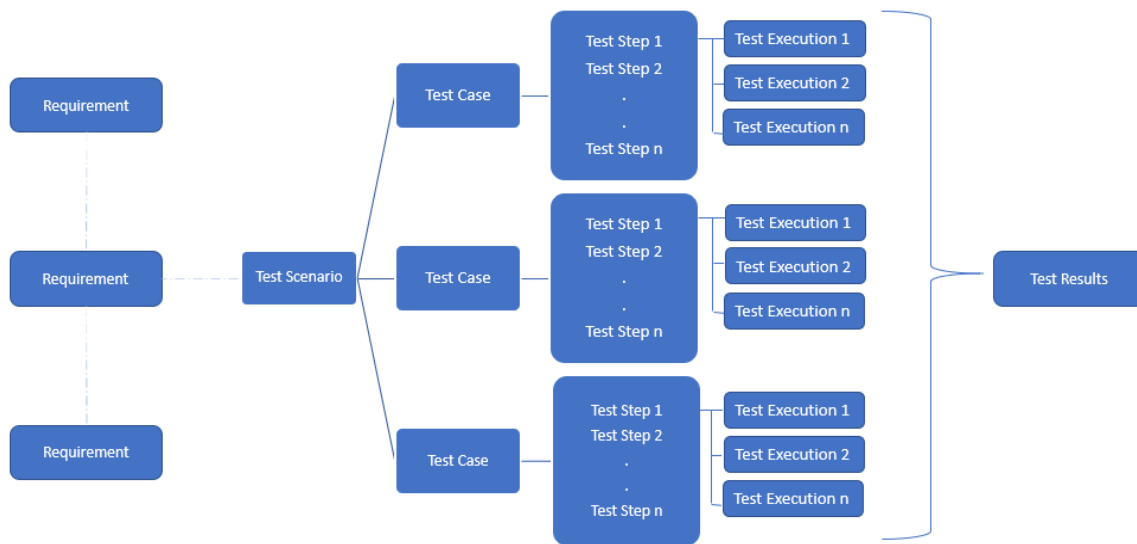 Requirement
Requirement
Requirement
Test Scenario
Test Case
Test Step 1
Test Step 2
.
.
Test Step n
Test Execution 1
Test Execution 2
Test Execution n
Test Case
Test Step 1
Test Step 2
.
.
Test Step n
Test Execution 1
Test Execution 2
Test Execution n
Test Case
Test Step 1
Test Step 2
.
.
Test Step n
Test Execution 1
Test Execution 2
Test Execution n
Test Results